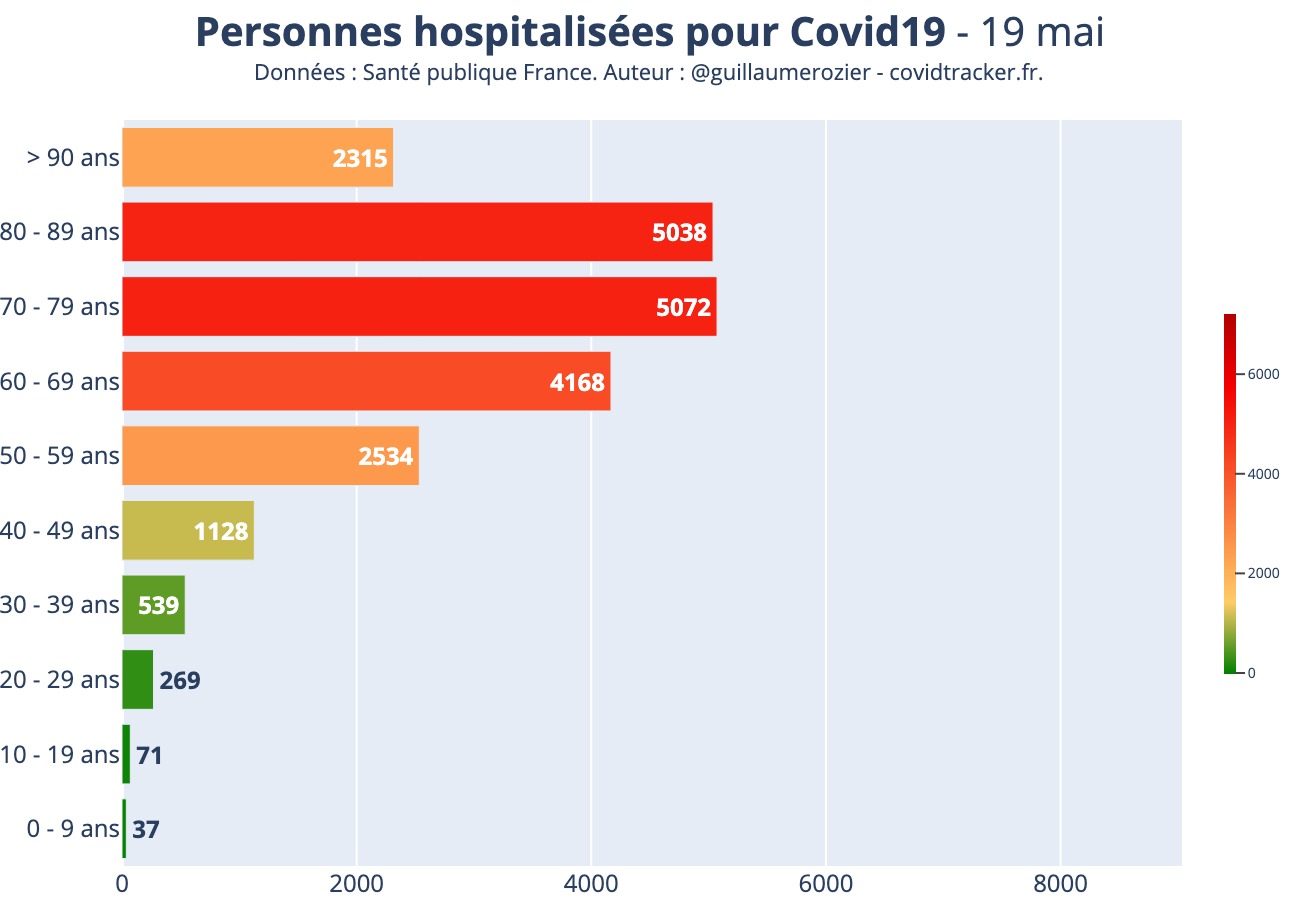 Personnes hospitalisées pour Covid19 - 19 mai
Données : Santé publique France. Auteur : @guillaumerozier - covidtracker.fr.
> 90 ans 2315
80 - 89 ans 5038
70 - 79 ans 5072
60 - 69 ans 4168
50 - 59 ans 2534
40 - 49 ans 1128
30 - 39 ans 539
20 - 29 ans 269
10 - 19 ans 71
0 - 9 ans 37
0 2000 4000 6000 8000
6000
4000
2000
0